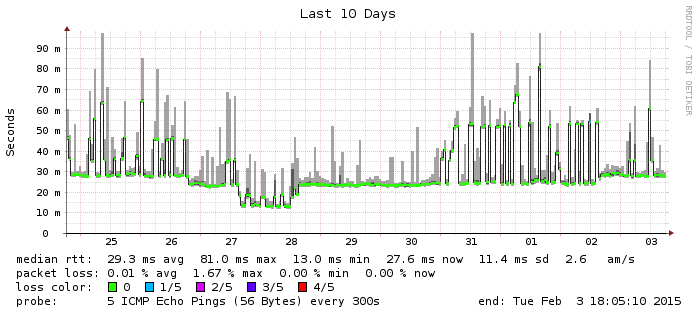 Last 10 Days
RRDTOOL / TOBI OETIKER
Seconds
90 m
80 m
70 m
60 m
50 m
40 m
30 m
20 m
10 m
0
25 26 27 28 29 30 31 01 02 03
median rtt: 29.3 ms avg 81.0 ms max 13.0 ms min 27.6 ms now 11.4 ms sd 2.6 am/s
packet loss: 0.01 % avg 1.67 % max 0.00 % min 0.00 % now
loss color: 0 1/5 2/5 3/5 4/5
probe: 5 ICMP Echo Pings (56 Bytes) every 300s end: Tue Feb 3 18:05:10 2015